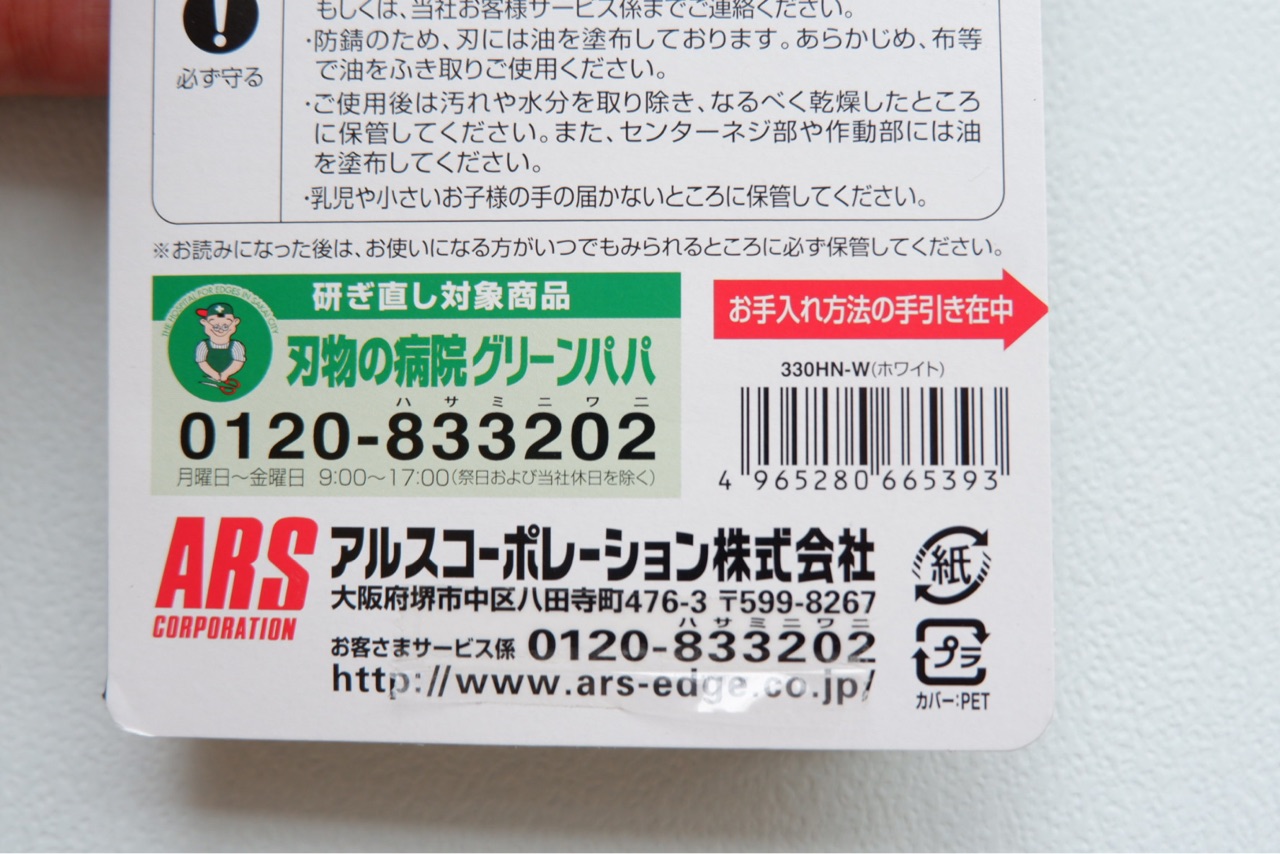 もしくは、当社お客様サービス係までご連絡ください。
必ず守る
・防錆のため、刃には油を塗布しております。あらかじめ、布等
で油をふき取りご使用ください。
・ご使用後は汚れや水分を取り除き、なるべく乾燥したところ
に保管してください。また、センターネジ部や作動部には油
を塗布してください。
・乳児や小さいお子様の手の届かないところに保管してください。
※お読みになった後は、お使いになる方がいつでもみられるところに必ず保管してください。
THE HOSPITAL FOR EDGES IN SAKAI CITY
研ぎ直し対象商品
刃物の病院グリーンパパ
ハサミニワニ
0120-833202
月曜日〜金曜日 9:00〜17:00(祭日および当社休日を除く)
お手入れ方法の手引き在中
330HN-W(ホワイト)
4 965280 665393
ARS
CORPORATION
アルスコーポレーション株式会社
大阪府堺市中区八田寺町476-3 〒599-8267
ハサミニワニ
お客さまサービス係 0120-833202
http://www.ars-edge.co.jp/
紙
プラ
カバー:PET